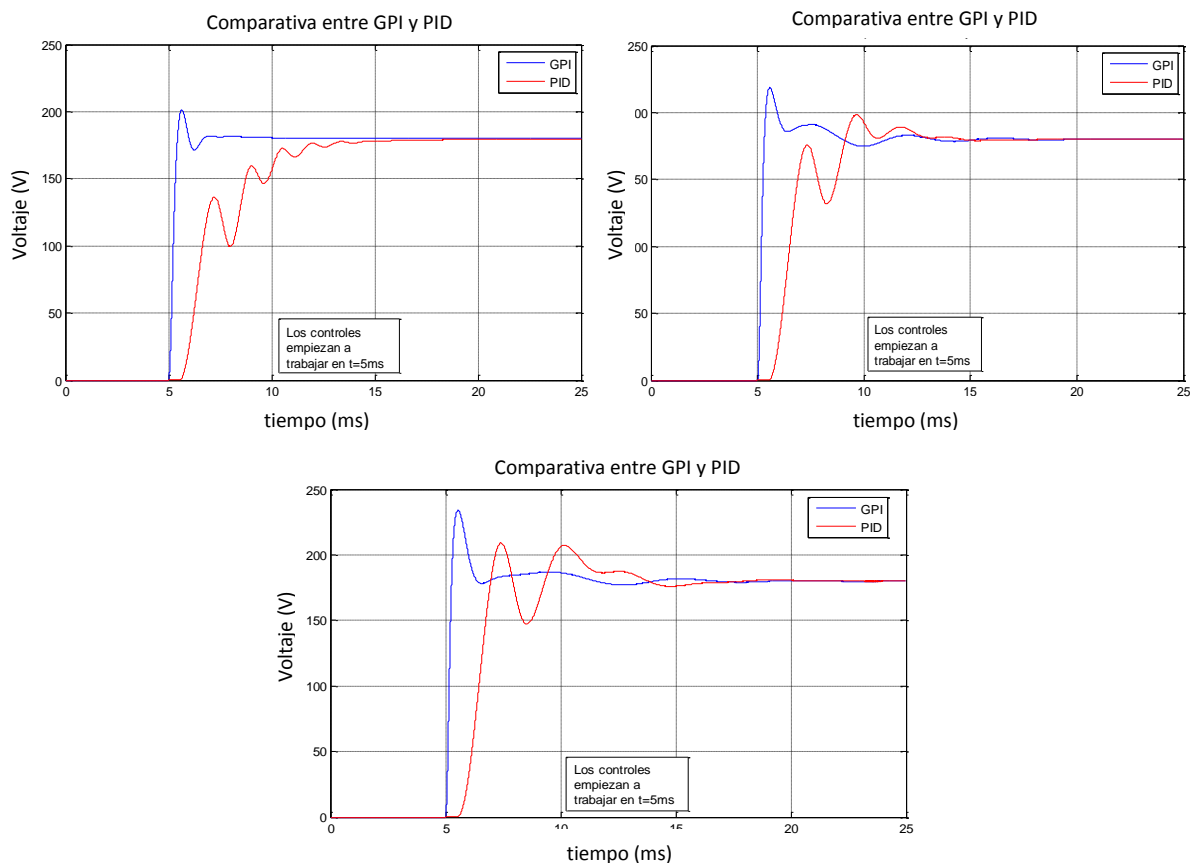 Comparativa entre GPI y PID
250
200
150
100
50
0
0 5 10 15 20 25
Voltaje (V)
tiempo (ms)
GPI
PID
Los controles
empiezan a
trabajar en t=5ms
Comparativa entre GPI y PID
250
00
150
00
50
0
0 5 10 15 20 25
Voltaje (V)
tiempo (ms)
GPI
PID
Los controles
empiezan a
trabajar en t=5ms
Comparativa entre GPI y PID
250
200
150
100
50
0
0 5 10 15 20 25
Voltaje (V)
tiempo (ms)
GPI
PID
Los controles
empiezan a
trabajar en t=5ms